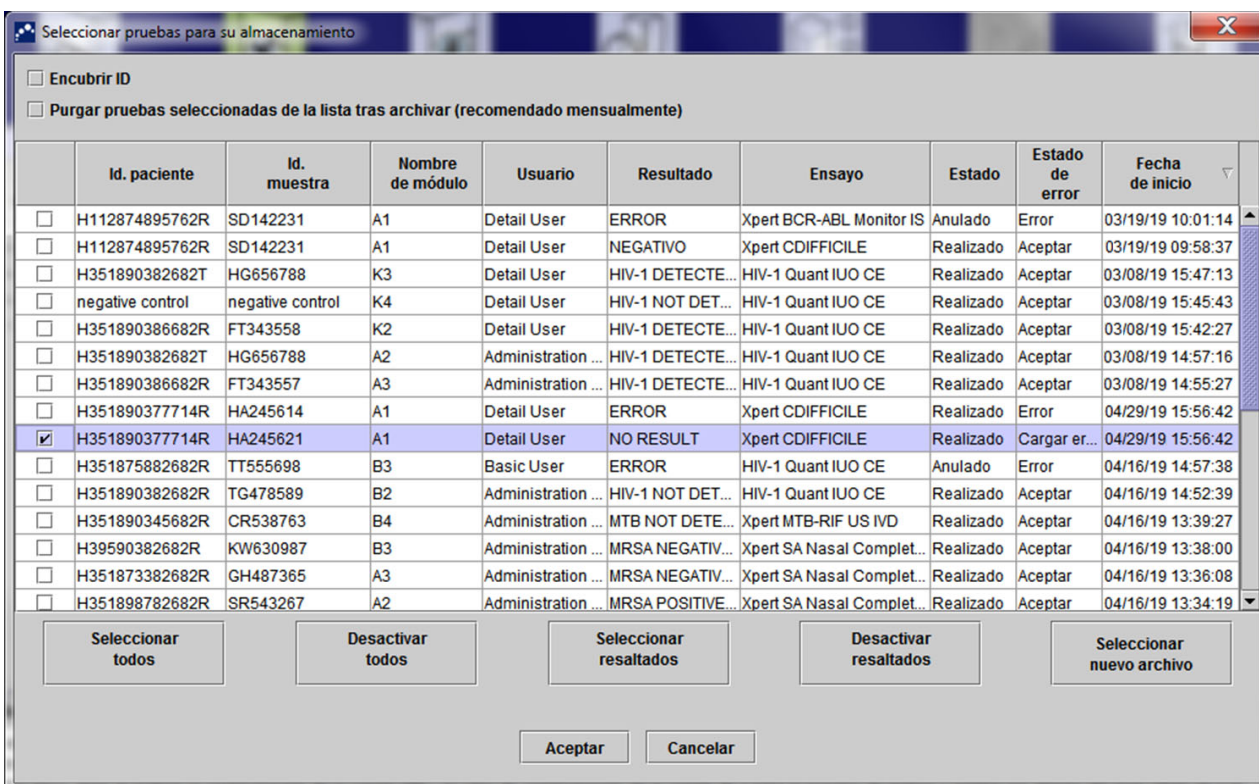 Seleccionar pruebas para su almacenamiento
Encubrir ID
Purgar pruebas seleccionadas de la lista tras archivar (recomendado mensualmente)
Id. paciente Id. muestra Nombre de módulo Usuario Resultado Ensayo Estado Estado de error Fecha de inicio
H112874895762R SD142231 A1 Detail User ERROR Xpert BCR-ABL Monitor IS Anulado Error 03/19/19 10:01:14
H112874895762R SD142231 A1 Detail User NEGATIVO Xpert CDIFFICILE Realizado Aceptar 03/19/19 09:58:37
H351890382682T HG656788 K3 Detail User HIV-1 DETECTE... HIV-1 Quant IUO CE Realizado Aceptar 03/08/19 15:47:13
negative control negative control K4 Detail User HIV-1 NOT DET... HIV-1 Quant IUO CE Realizado Aceptar 03/08/19 15:45:43
H351890386682R FT343558 K2 Detail User HIV-1 DETECTE... HIV-1 Quant IUO CE Realizado Aceptar 03/08/19 15:42:27
H351890382682T HG656788 A2 Administration ... HIV-1 DETECTE... HIV-1 Quant IUO CE Realizado Aceptar 03/08/19 14:57:16
H351890386682R FT343557 A3 Administration ... HIV-1 DETECTE... HIV-1 Quant IUO CE Realizado Aceptar 03/08/19 14:55:27
H351890377714R HA245614 A1 Detail User ERROR Xpert CDIFFICILE Realizado Error 04/29/19 15:56:42
H351890377714R HA245621 A1 Detail User NO RESULT Xpert CDIFFICILE Realizado Cargar er... 04/29/19 15:56:42
H351875882682R TT555698 B3 Basic User ERROR HIV-1 Quant IUO CE Anulado Error 04/16/19 14:57:38
H351890382682R TG478589 B2 Administration ... HIV-1 NOT DET... HIV-1 Quant IUO CE Realizado Aceptar 04/16/19 14:52:39
H351890345682R CR538763 B4 Administration ... MTB NOT DETE... Xpert MTB-RIF US IVD Realizado Aceptar 04/16/19 13:39:27
H39590382682R KW630987 B3 Administration ... MRSA NEGATIV... Xpert SA Nasal Complet... Realizado Aceptar 04/16/19 13:38:00
H351873382682R GH487365 A3 Administration ... MRSA NEGATIV... Xpert SA Nasal Complet... Realizado Aceptar 04/16/19 13:36:08
H351898782682R SR543267 A2 Administration ... MRSA POSITIVE... Xpert SA Nasal Complet... Realizado Aceptar 04/16/19 13:34:19
Seleccionar todos Desactivar todos Seleccionar resaltados Desactivar resaltados Seleccionar nuevo archivo
Aceptar Cancelar